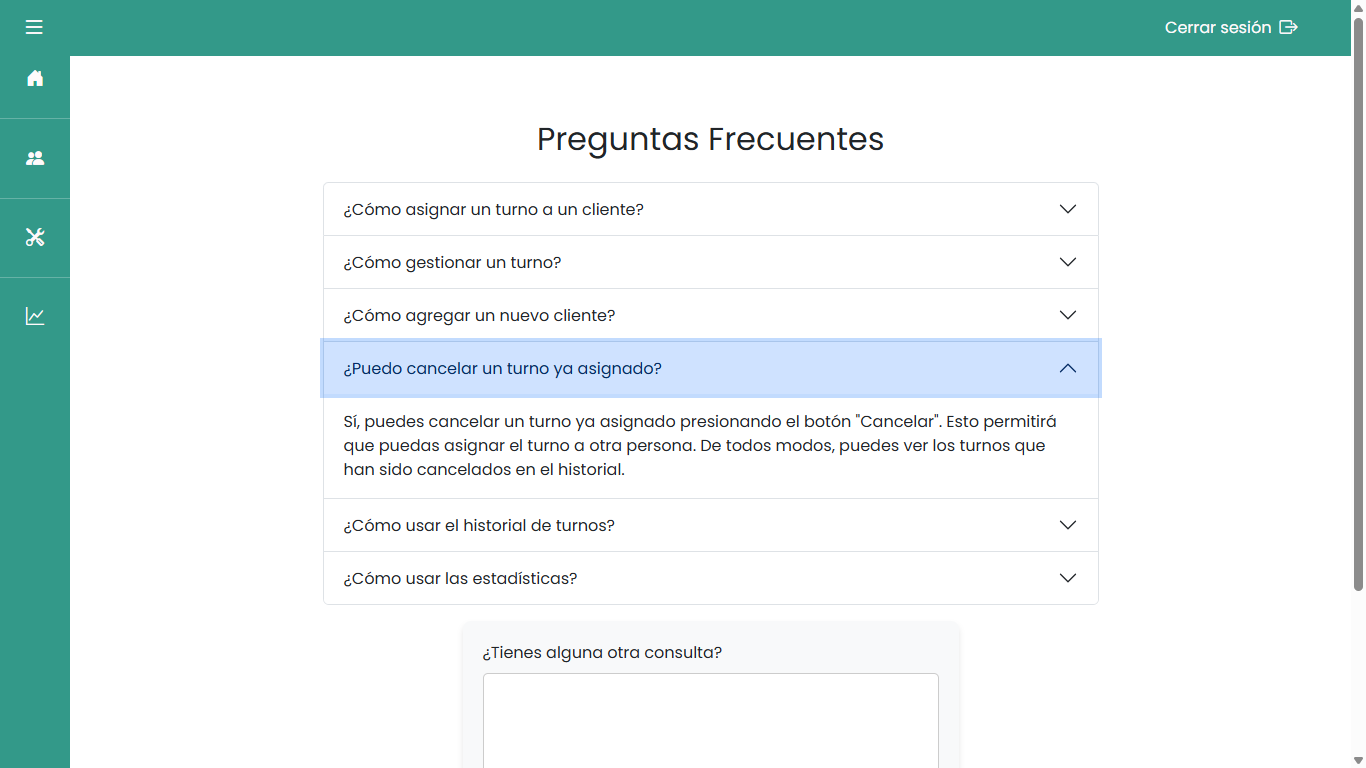 Cerrar sesión
Preguntas Frecuentes
¿Cómo asignar un turno a un cliente?
¿Cómo gestionar un turno?
¿Cómo agregar un nuevo cliente?
¿Puedo cancelar un turno ya asignado?
Sí, puedes cancelar un turno ya asignado presionando el botón "Cancelar". Esto permitirá
que puedas asignar el turno a otra persona. De todos modos, puedes ver los turnos que
han sido cancelados en el historial.
¿Cómo usar el historial de turnos?
¿Cómo usar las estadísticas?
¿Tienes alguna otra consulta?